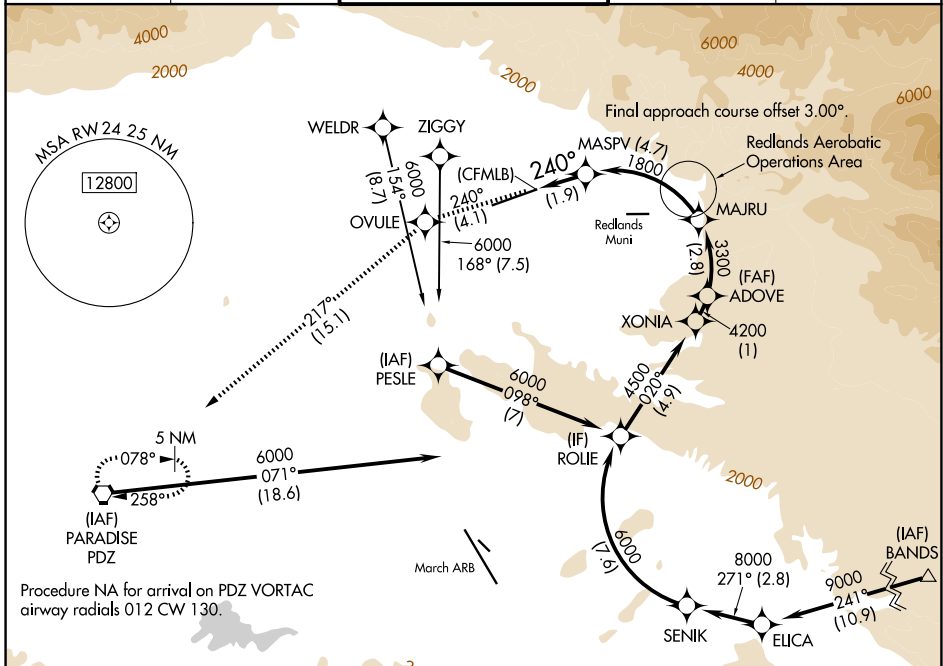 4000
2000
6000
4000
6000
2000
MSA RW 24 25 NM
12800
WELDR
ZIGGY
Final approach course offset 3.00°.
MASPV (4.7)
1800
Redlands Aerobatic
Operations Area
(CFMLB)
240°
(1.9)
6000
154°
(8.7)
240°
(4.1)
OVULE
6000
168° (7.5)
Redlands
Muni
MAJRU
3300
(2.8)
(FAF)
ADOVE
XONIA
4200
(1)
217°
(15.1)
(IAF)
PESLE
6000
098°
(7)
4500
020°
(4.9)
(IF)
ROLIE
5 NM
078°
258°
6000
071°
(18.6)
(IAF)
PARADISE
PDZ
2000
March ARB
6000
(7.6)
8000
271° (2.8)
(IAF)
BANDS
9000
241°
(10.9)
SENIK
ELICA
Procedure NA for arrival on PDZ VORTAC
airway radials 012 CW 130.